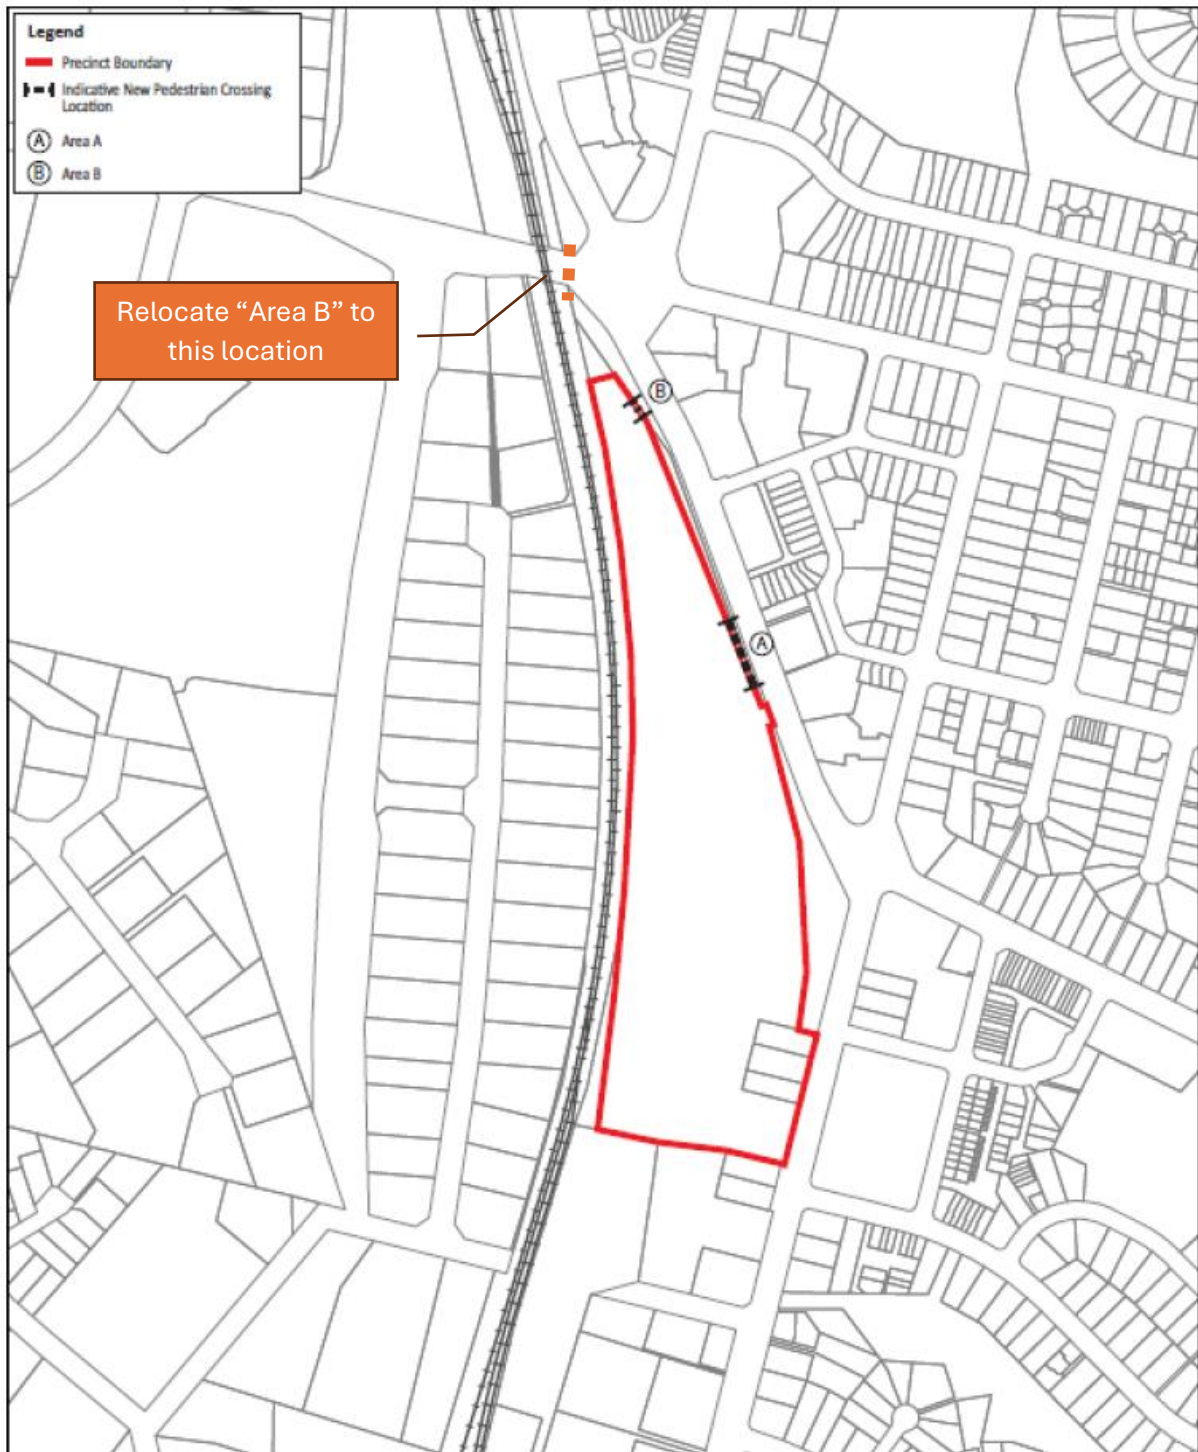 Legend
Precinct Boundary
Indicative New Pedestrian Crossing
Location
A Area A
B Area B
Relocate “Area B” to
this location
B
A